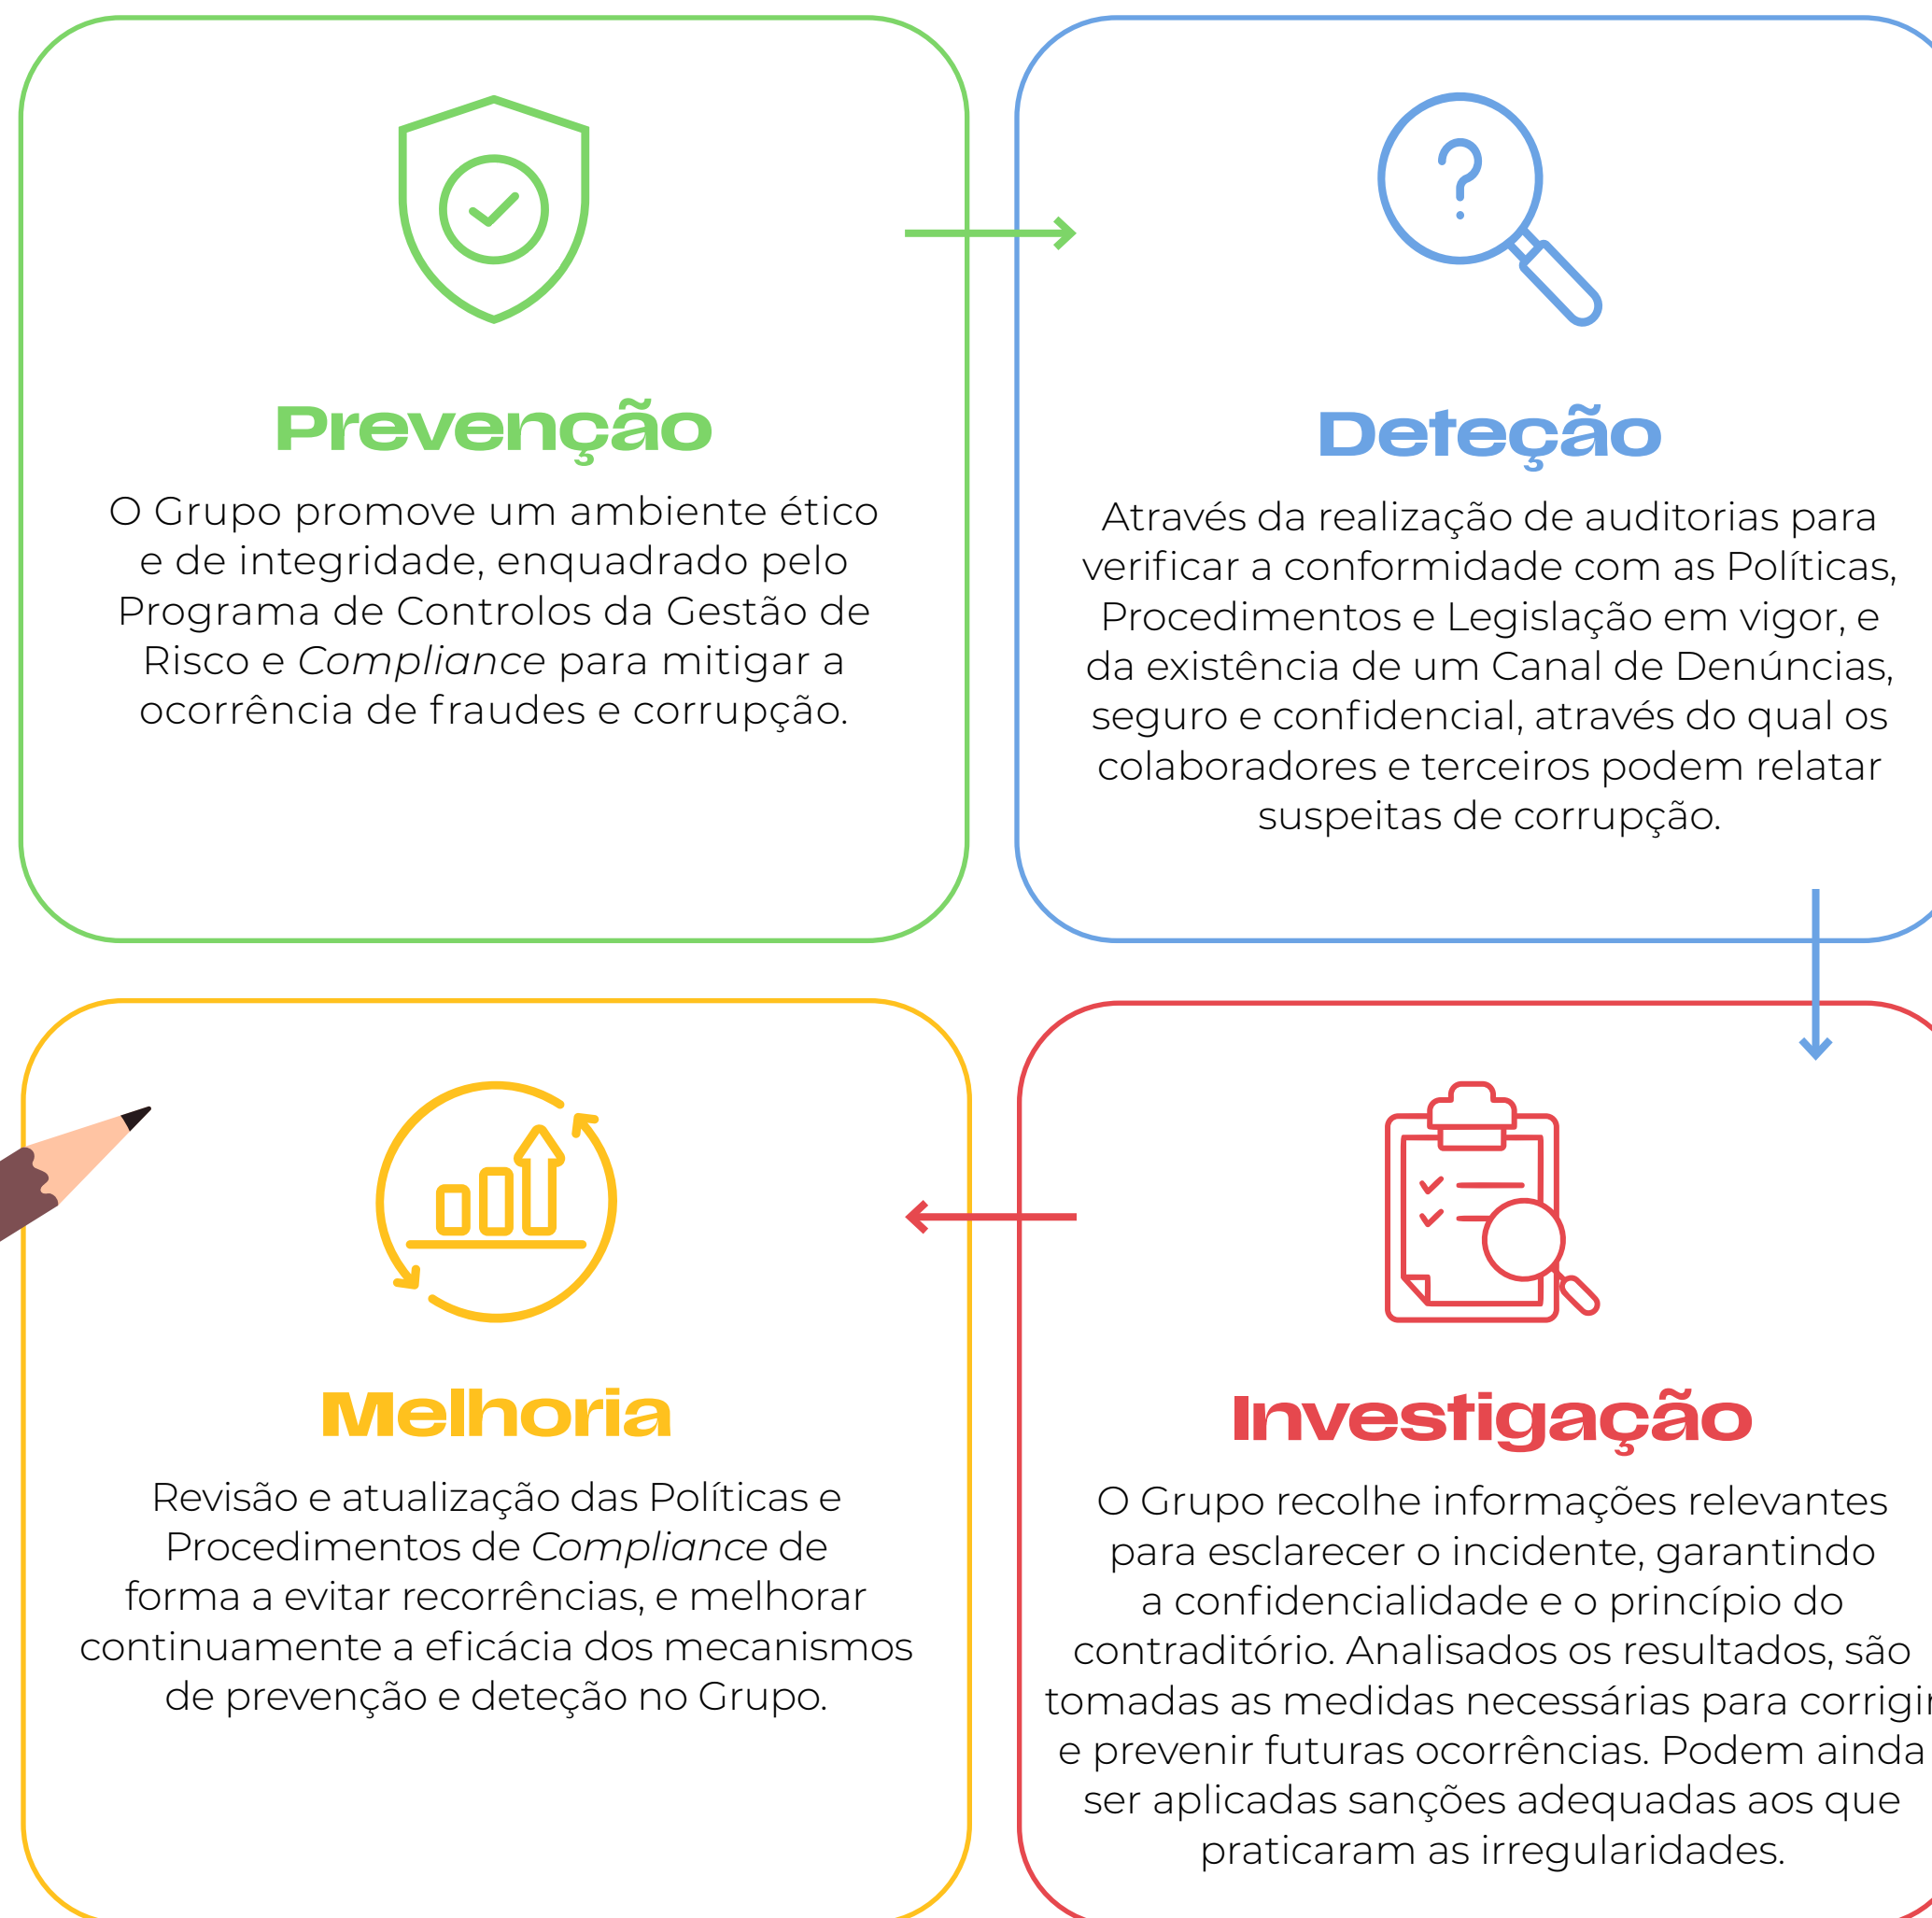 Prevenção
O Grupo promove um ambiente ético
e de integridade, enquadrado pelo
Programa de Controlos da Gestão de
Risco e Compliance para mitigar a
ocorrência de fraudes e corrupção.
Deteção
Através da realização de auditorias para
verificar a conformidade com as Políticas,
Procedimentos e Legislação em vigor, e
da existência de um Canal de Denúncias,
seguro e confidencial, através do qual os
colaboradores e terceiros podem relatar
suspeitas de corrupção.
Investigação
O Grupo recolhe informações relevantes
para esclarecer o incidente, garantindo
a confidencialidade e o princípio do
contraditório. Analisados os resultados, são
tomadas as medidas necessárias para corrigir
e prevenir futuras ocorrências. Podem ainda
ser aplicadas sanções adequadas aos que
praticaram as irregularidades.
Melhoria
Revisão e atualização das Políticas e
Procedimentos de Compliance de
forma a evitar recorrências, e melhorar
continuamente a eficácia dos mecanismos
de prevenção e deteção no Grupo.